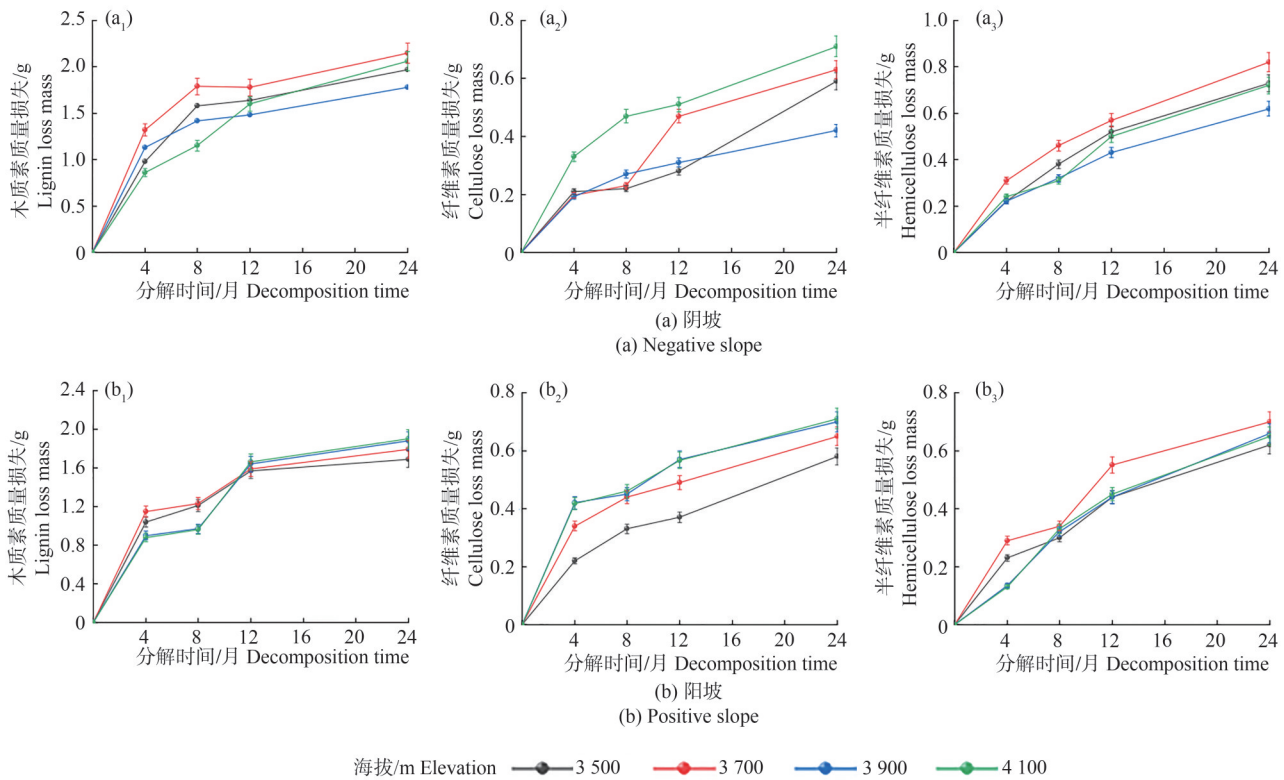 (a1)
2.5
2.0
1.5
1.0
0.5
0
木质素质量损失/g
Lignin loss mass
4 8 12 16 20 24
分解时间/月 Decomposition time
(a2)
0.8
0.6
0.4
0.2
0
纤维素质量损失/g
Cellulose loss mass
4 8 12 16 20 24
分解时间/月 Decomposition time
(a3)
1.0
0.8
0.6
0.4
0.2
0
半纤维素质量损失/g
Hemicellulose loss mass
4 8 12 16 20 24
分解时间/月 Decomposition time
(a) 阴坡
(a) Negative slope
(b1)
2.4
2.0
1.6
1.2
0.8
0.4
0
木质素质量损失/g
Lignin loss mass
4 8 12 16 20 24
分解时间/月 Decomposition time
(b2)
0.8
0.6
0.4
0.2
0
纤维素质量损失/g
Cellulose loss mass
4 8 12 16 20 24
分解时间/月 Decomposition time
(b3)
0.8
0.6
0.4
0.2
0
半纤维素质量损失/g
Hemicellulose loss mass
4 8 12 16 20 24
分解时间/月 Decomposition time
(b) 阳坡
(b) Positive slope
海拔/m Elevation 3 500 3 700 3 900 4 100